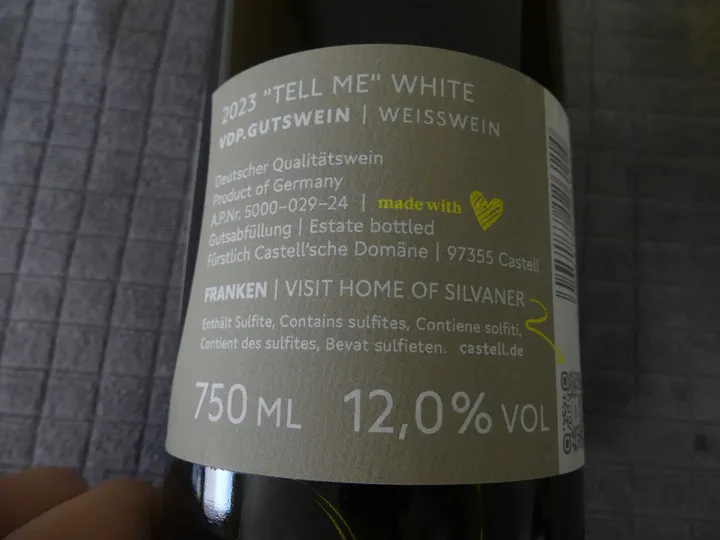 2023 "TELL ME" WHITE
VDP.GUTSWEIN | WEISSWEIN
Deutscher Qualitätswein
Product of Germany
A.P.Nr. 5000-029-24 | made with
Gutsabfüllung | Estate bottled
Fürstlich Castell'sche Domäne | 97355 Castell
FRANKEN | VISIT HOME OF SILVANER
Enthält Sulfite, Contains sulfites, Contiene solfiti,
Contient des sulfites, Bevat sulfieten. castell.de
750 ML 12,0% VOL